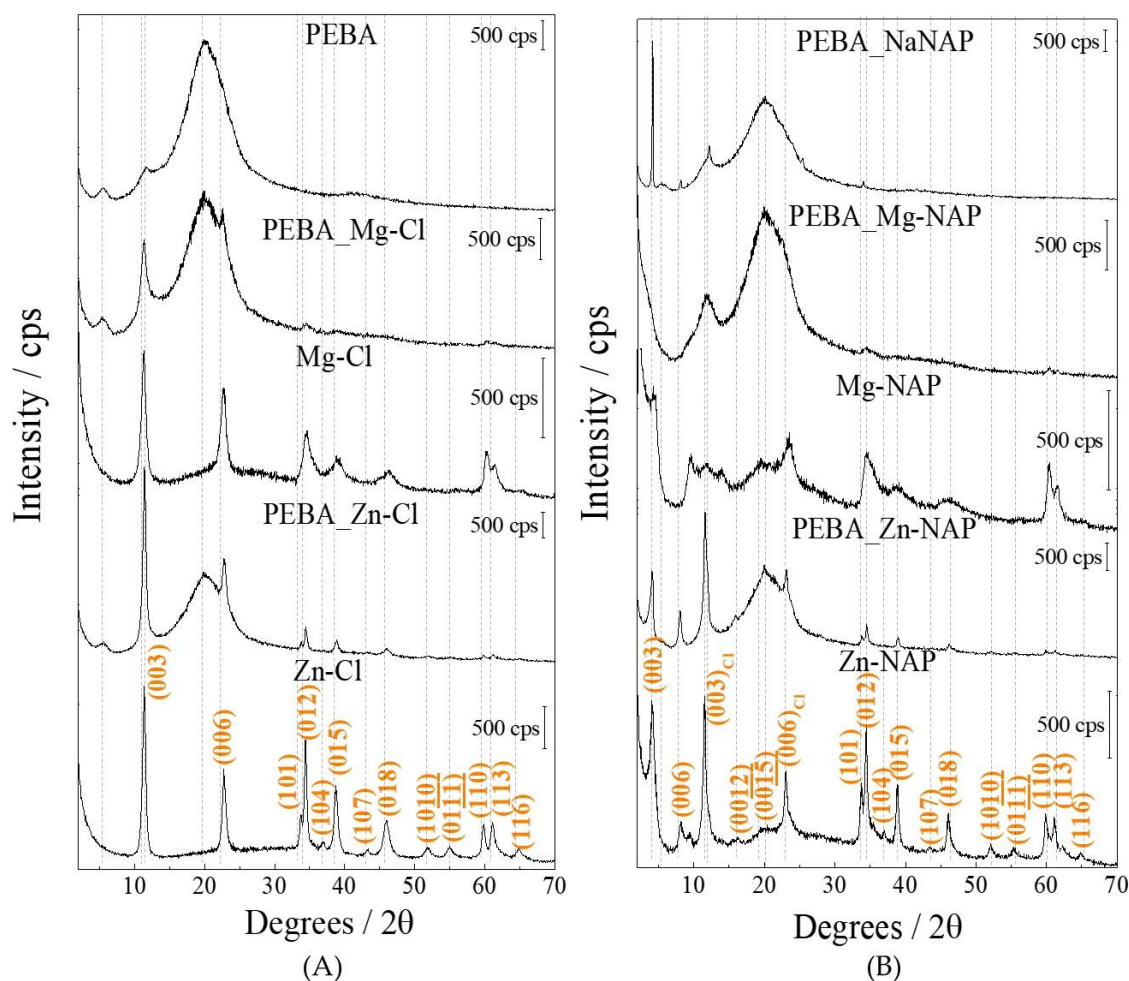 PEBA
500 cps
PEBA_Mg-Cl
500 cps
Mg-Cl
500 cps
PEBA_Zn-Cl
500 cps
Zn-Cl
500 cps
(003)
(006)
(101)
(012)
(104)
(015)
(107)
(018)
(1010)
(0111)
(110)
(113)
(116)
0 10 20 30 40 50 60 70
Degrees / 2θ
Intensity / cps
(A)
PEBA_NaNAP
500 cps
PEBA_Mg-NAP
500 cps
Mg-NAP
500 cps
PEBA_Zn-NAP
500 cps
Zn-NAP
500 cps
(003)
(006)
(003)Cl
(0012)
(0015)
(006)Cl
(101)
(012)
(104)
(015)
(107)
(018)
(1010)
(0111)
(110)
(113)
(116)
10 20 30 40 50 60 70
Degrees / 2θ
Intensity / cps
(B)